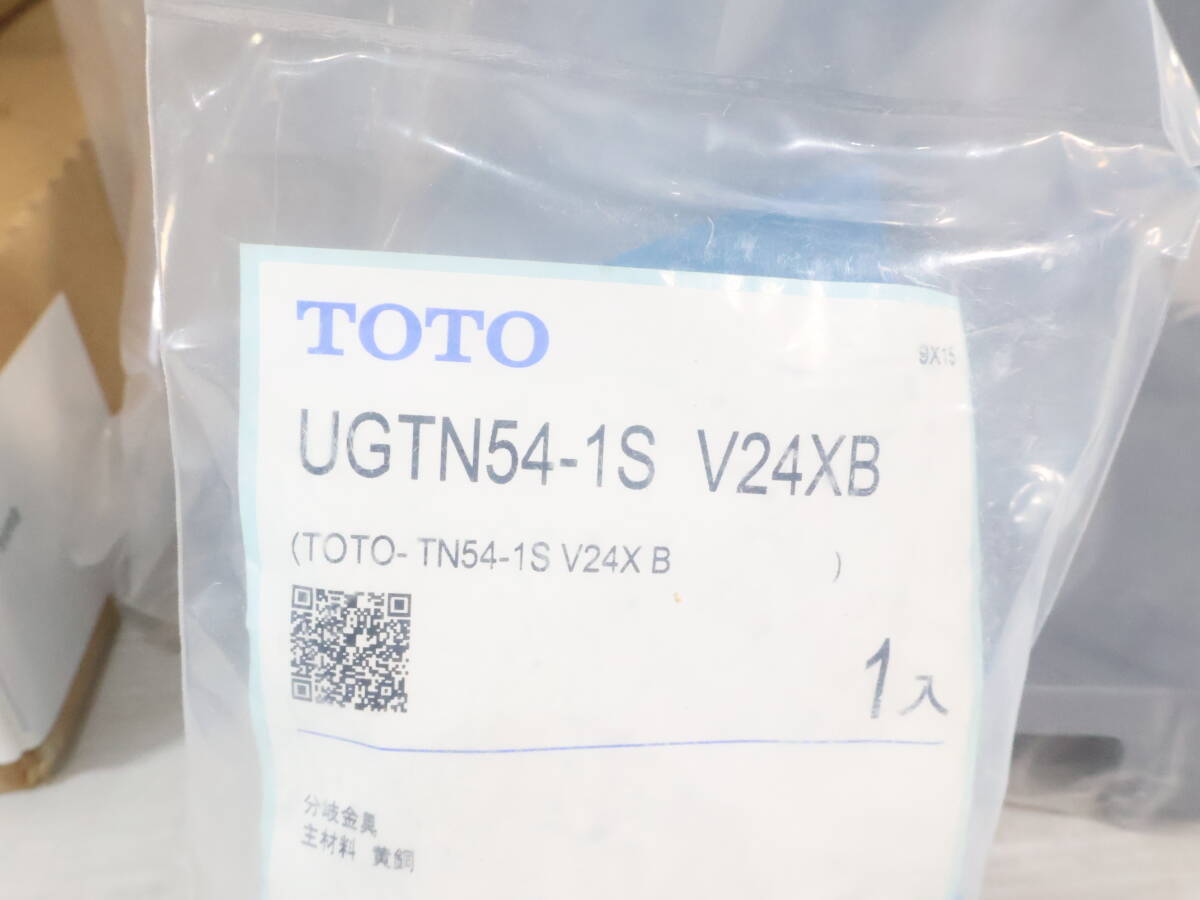 TOTO
9X15
UGTN54-1S V24XB
(TOTO- TN54-1S V24X B )
1入
分岐金具
主材料 黄銅